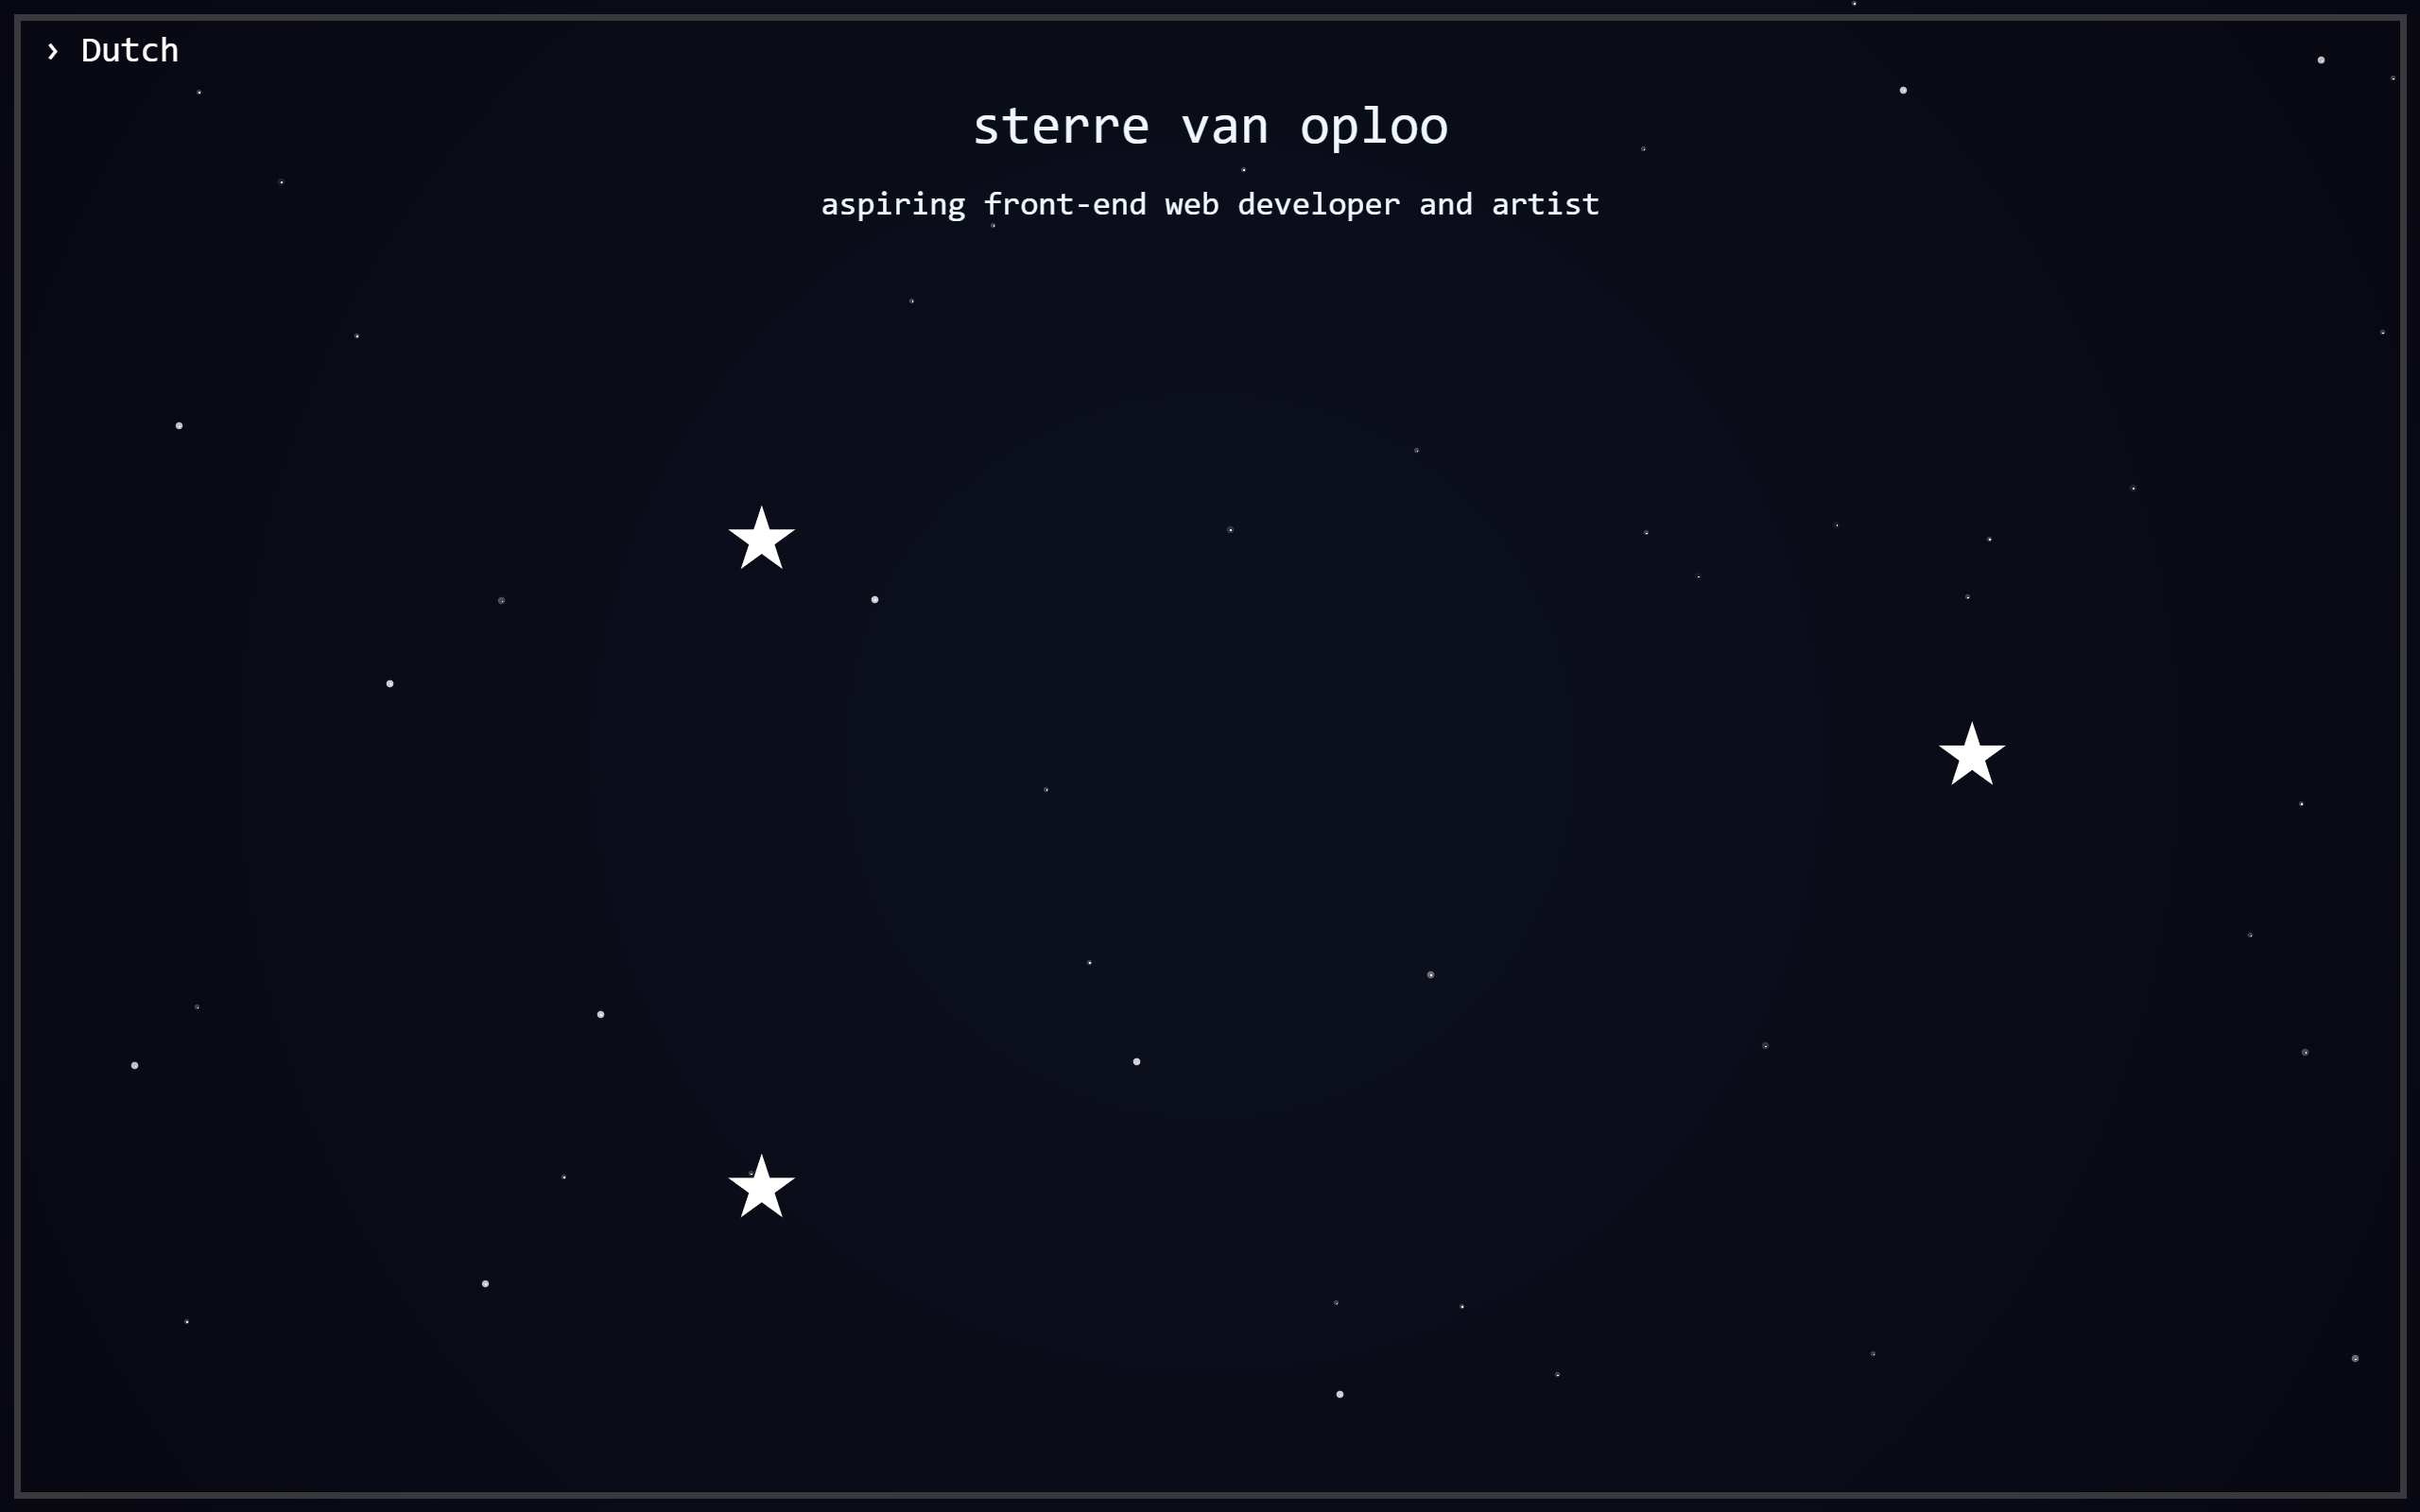 › Dutch
sterre van oploo
aspiring front-end web developer and artist